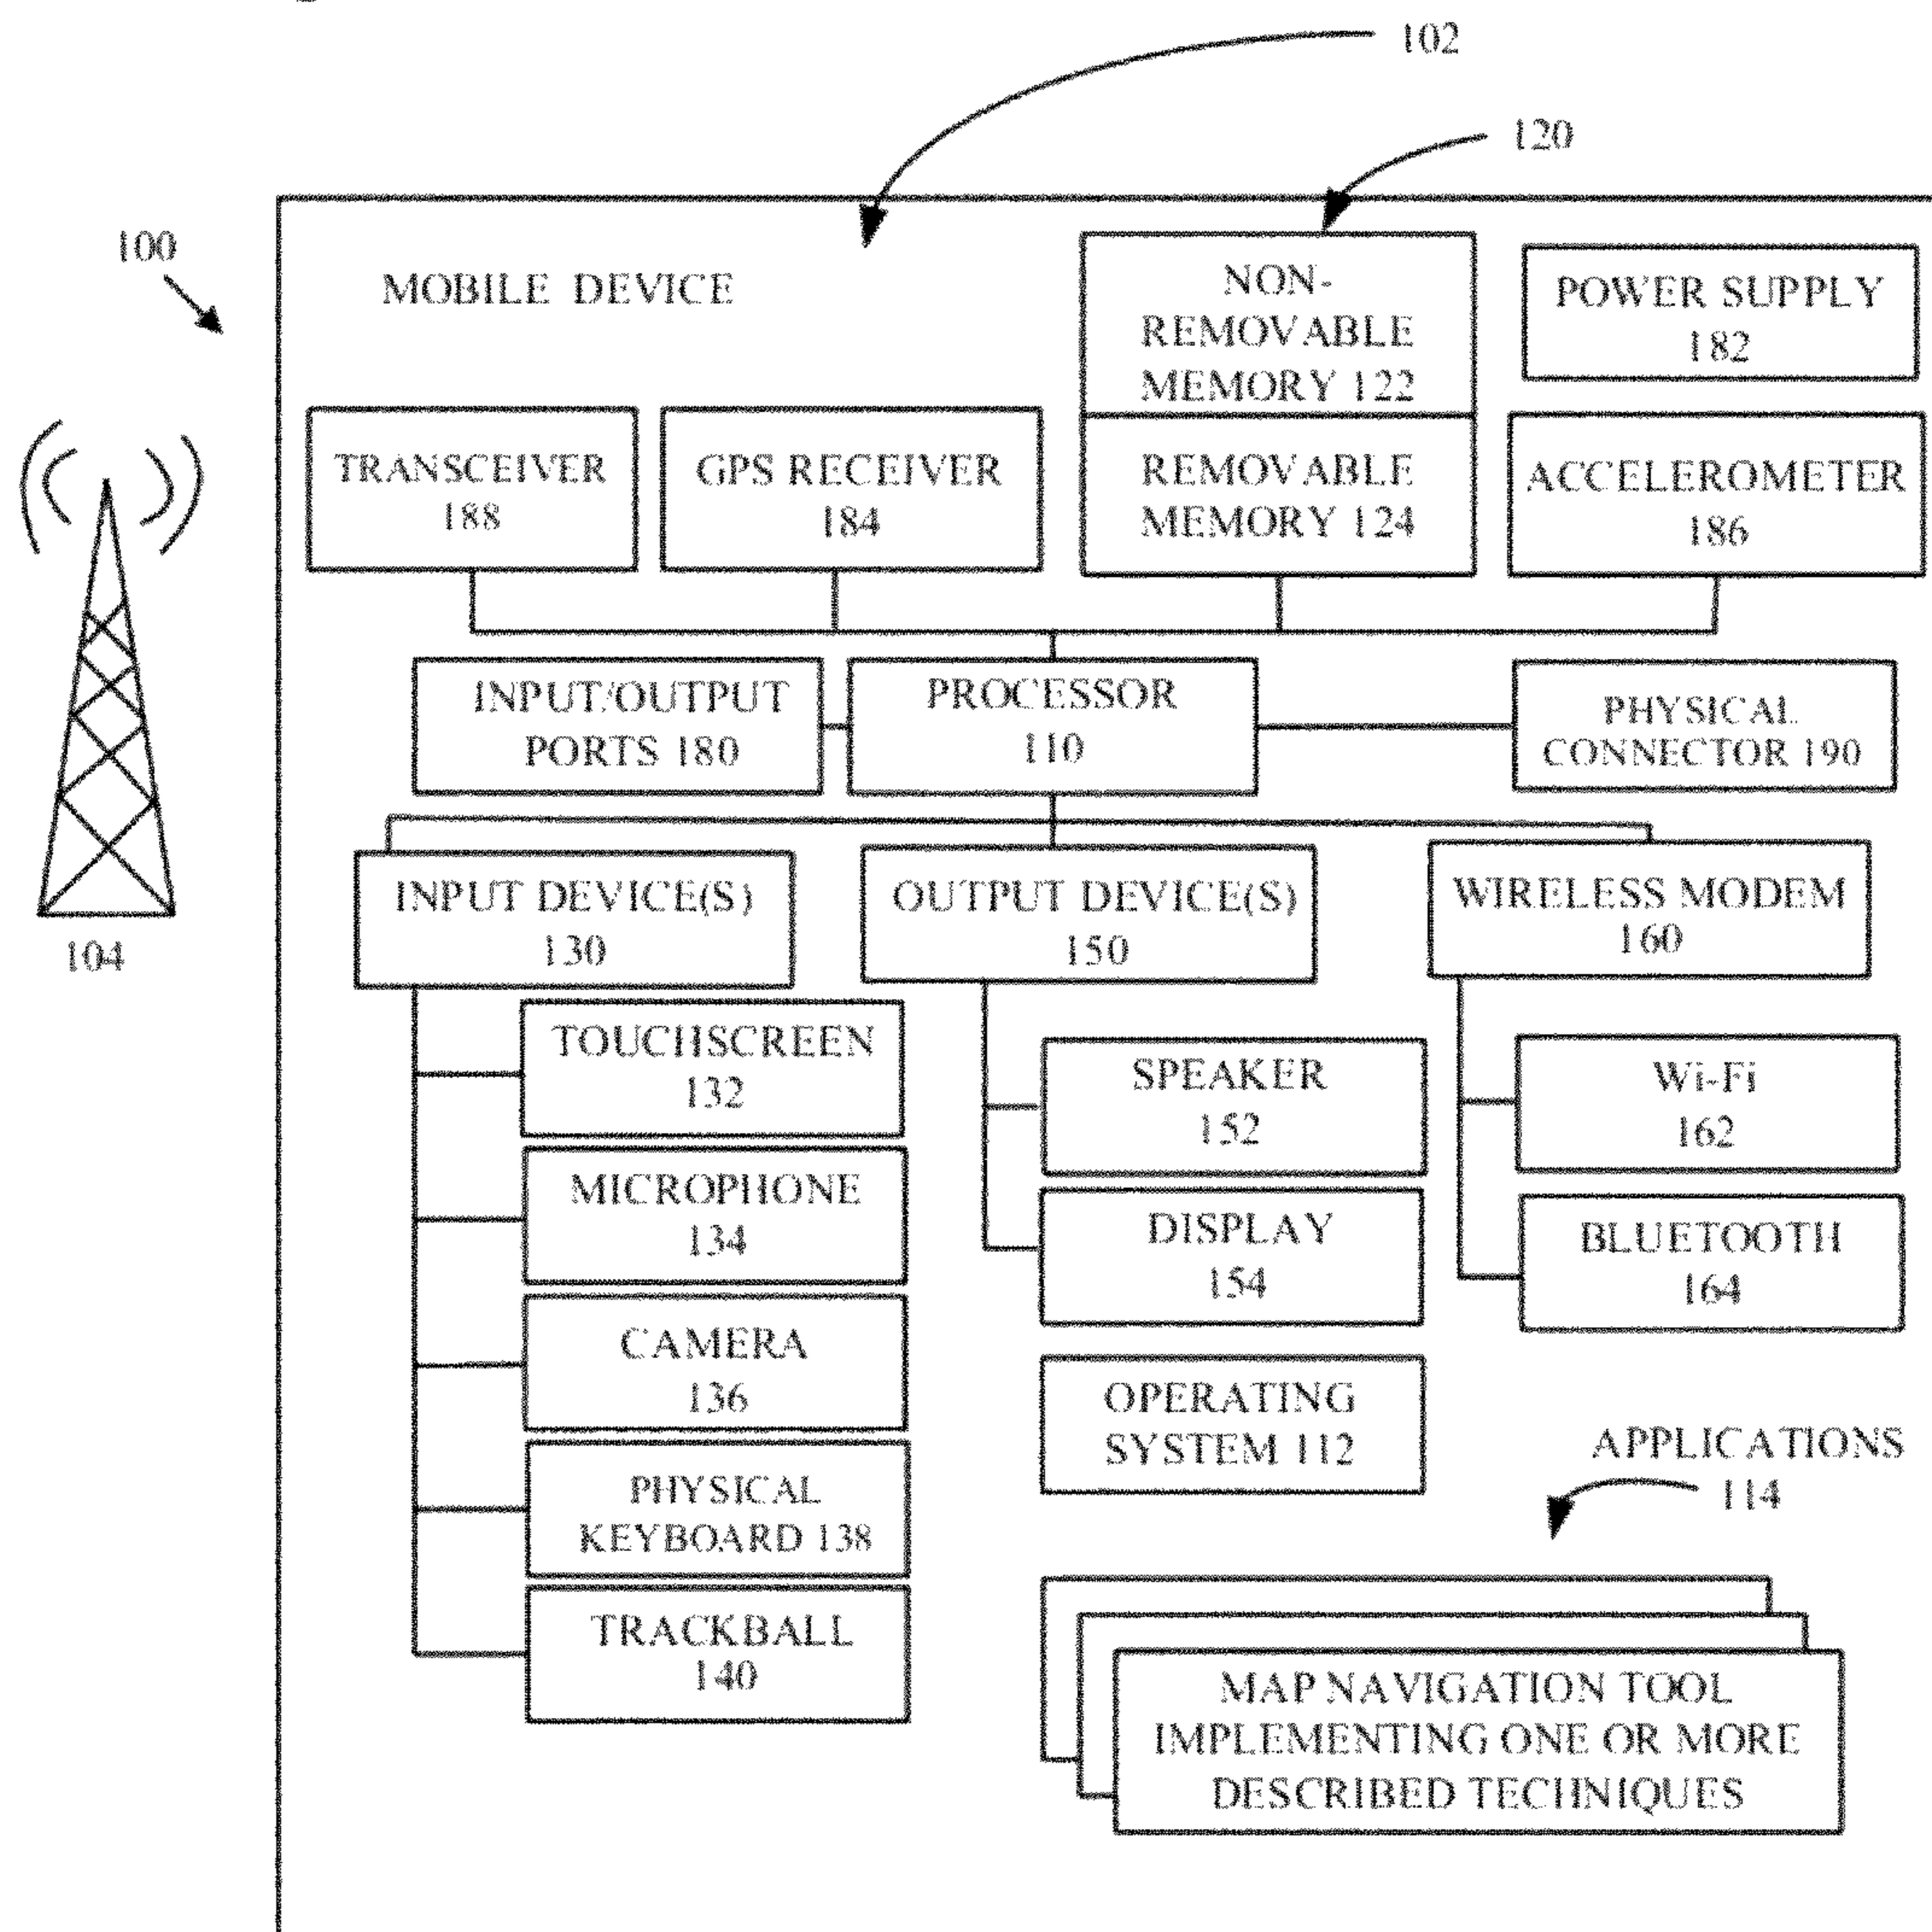 102
120
100
MOBILE DEVICE
NON-
REMOVABLE
MEMORY 122
POWER SUPPLY
182
TRANSCEIVER
188
GPS RECEIVER
184
REMOVABLE
MEMORY 124
ACCELEROMETER
186
INPUT/OUTPUT
PORTS 180
PROCESSOR
110
PHYSICAL
CONNECTOR 190
104
INPUT DEVICE(S)
130
OUTPUT DEVICE(S)
150
WIRELESS MODEM
160
TOUCHSCREEN
132
MICROPHONE
134
CAMERA
136
PHYSICAL
KEYBOARD 138
TRACKBALL
140
SPEAKER
152
DISPLAY
154
Wi-Fi
162
BLUETOOTH
164
OPERATING
SYSTEM 112
APPLICATIONS
114
MAP NAVIGATION TOOL
IMPLEMENTING ONE OR MORE
DESCRIBED TECHNIQUES